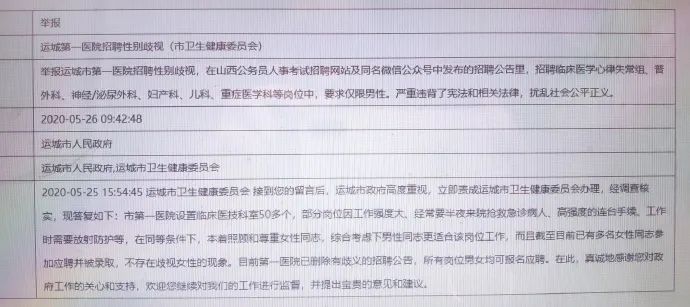 举报
运城第一医院招聘性别歧视（市卫生健康委员会）
举报运城市第一医院招聘性别歧视，在山西公务员人事考试招聘网站及同名微信公众号中发布的招聘公告里，招聘临床医学心律失常组、普
外科、神经/泌尿外科、妇产科、儿科、重症医学科等岗位中，要求仅限男性。严重违背了宪法和相关法律，扰乱社会公平正义。
2020-05-26 09:42:48
运城市人民政府
运城市人民政府,运城市卫生健康委员会
2020-05-25 15:54:45 运城市卫生健康委员会 接到您的留言后，运城市政府高度重视，立即责成运城市卫生健康委员会办理，经调查核
实，现答复如下：市第一医院设置临床医技科室50多个，部分岗位因工作强度大、经常要半夜来院抢救急诊病人、高强度的连台手续、工作
时需要放射防护等，在同等条件下，本着照顾和尊重女性同志，综合考虑下男性同志更适合该岗位工作，而且截至目前已有多名女性同志参
加应聘并被录取，不存在歧视女性的现象。目前第一医院已删除有歧义的招聘公告，所有岗位男女均可报名应聘。在此，真诚地感谢您对政
府工作的关心和支持，欢迎您继续对我们的工作进行监督，并提出宝贵的意见和建议。